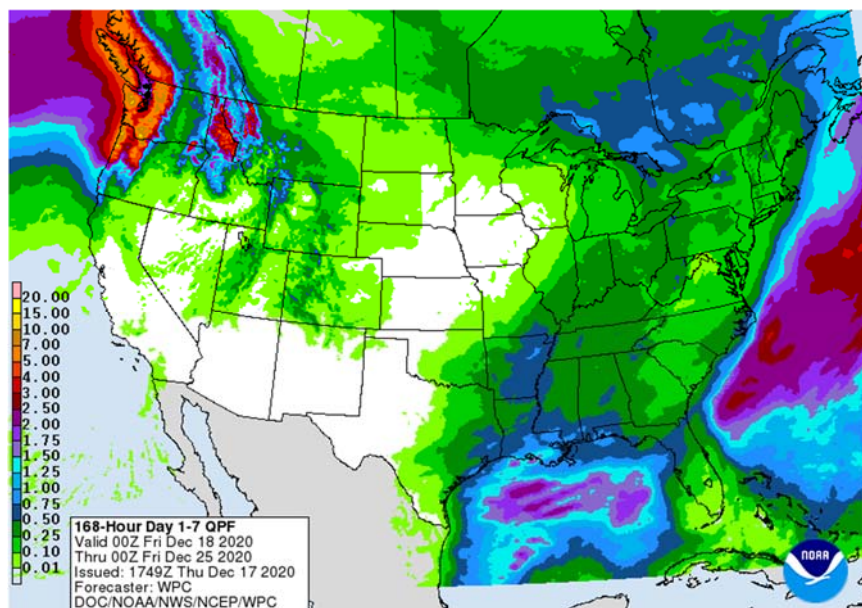 20.00
15.00
10.00
7.00
5.00
4.00
3.00
2.50
2.00
1.75
1.50
1.25
1.00
0.75
0.50
0.25
0.10
0.01
168-Hour Day 1-7 QPF
Valid 00Z Fri Dec 18 2020
Thru 00Z Fri Dec 25 2020
Issued: 1749Z Thu Dec 17 2020
Forecaster: WPC
DOC/NOAA/NWS/NCEP/WPC
NOAA